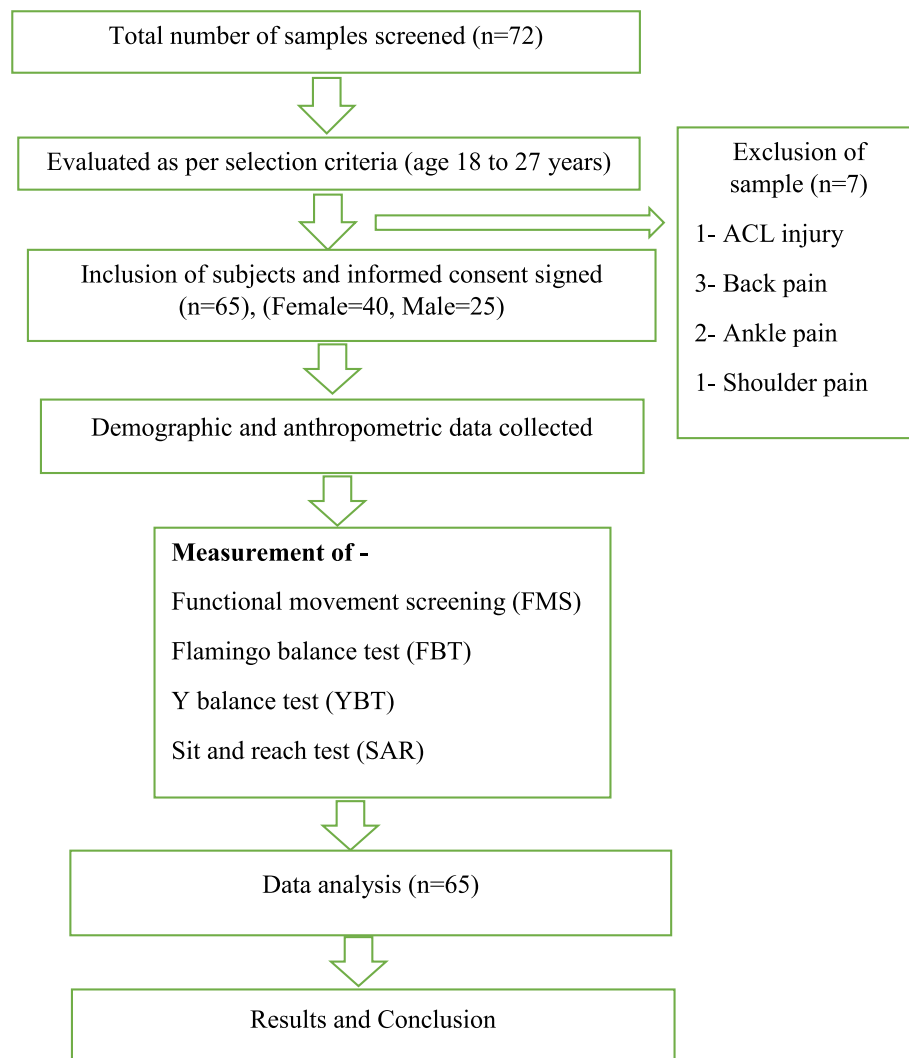 Total number of samples screened (n=72)
Evaluated as per selection criteria (age 18 to 27 years)
Exclusion of
sample (n=7)
1- ACL injury
3- Back pain
2- Ankle pain
1- Shoulder pain
Inclusion of subjects and informed consent signed
(n=65), (Female=40, Male=25)
Demographic and anthropometric data collected
Measurement of -
Functional movement screening (FMS)
Flamingo balance test (FBT)
Y balance test (YBT)
Sit and reach test (SAR)
Data analysis (n=65)
Results and Conclusion